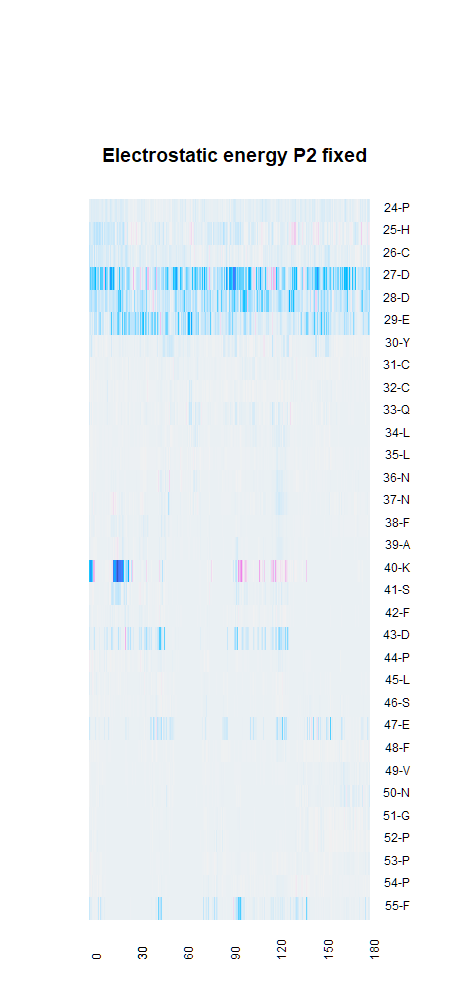 Electrostatic energy P2 fixed
24-P
25-H
26-C
27-D
28-D
29-E
30-Y
31-C
32-C
33-Q
34-L
35-L
36-N
37-N
38-F
39-A
40-K
41-S
42-F
43-D
44-P
45-L
46-S
47-E
48-F
49-V
50-N
51-G
52-P
53-P
54-P
55-F
0 30 60 90 120 150 180